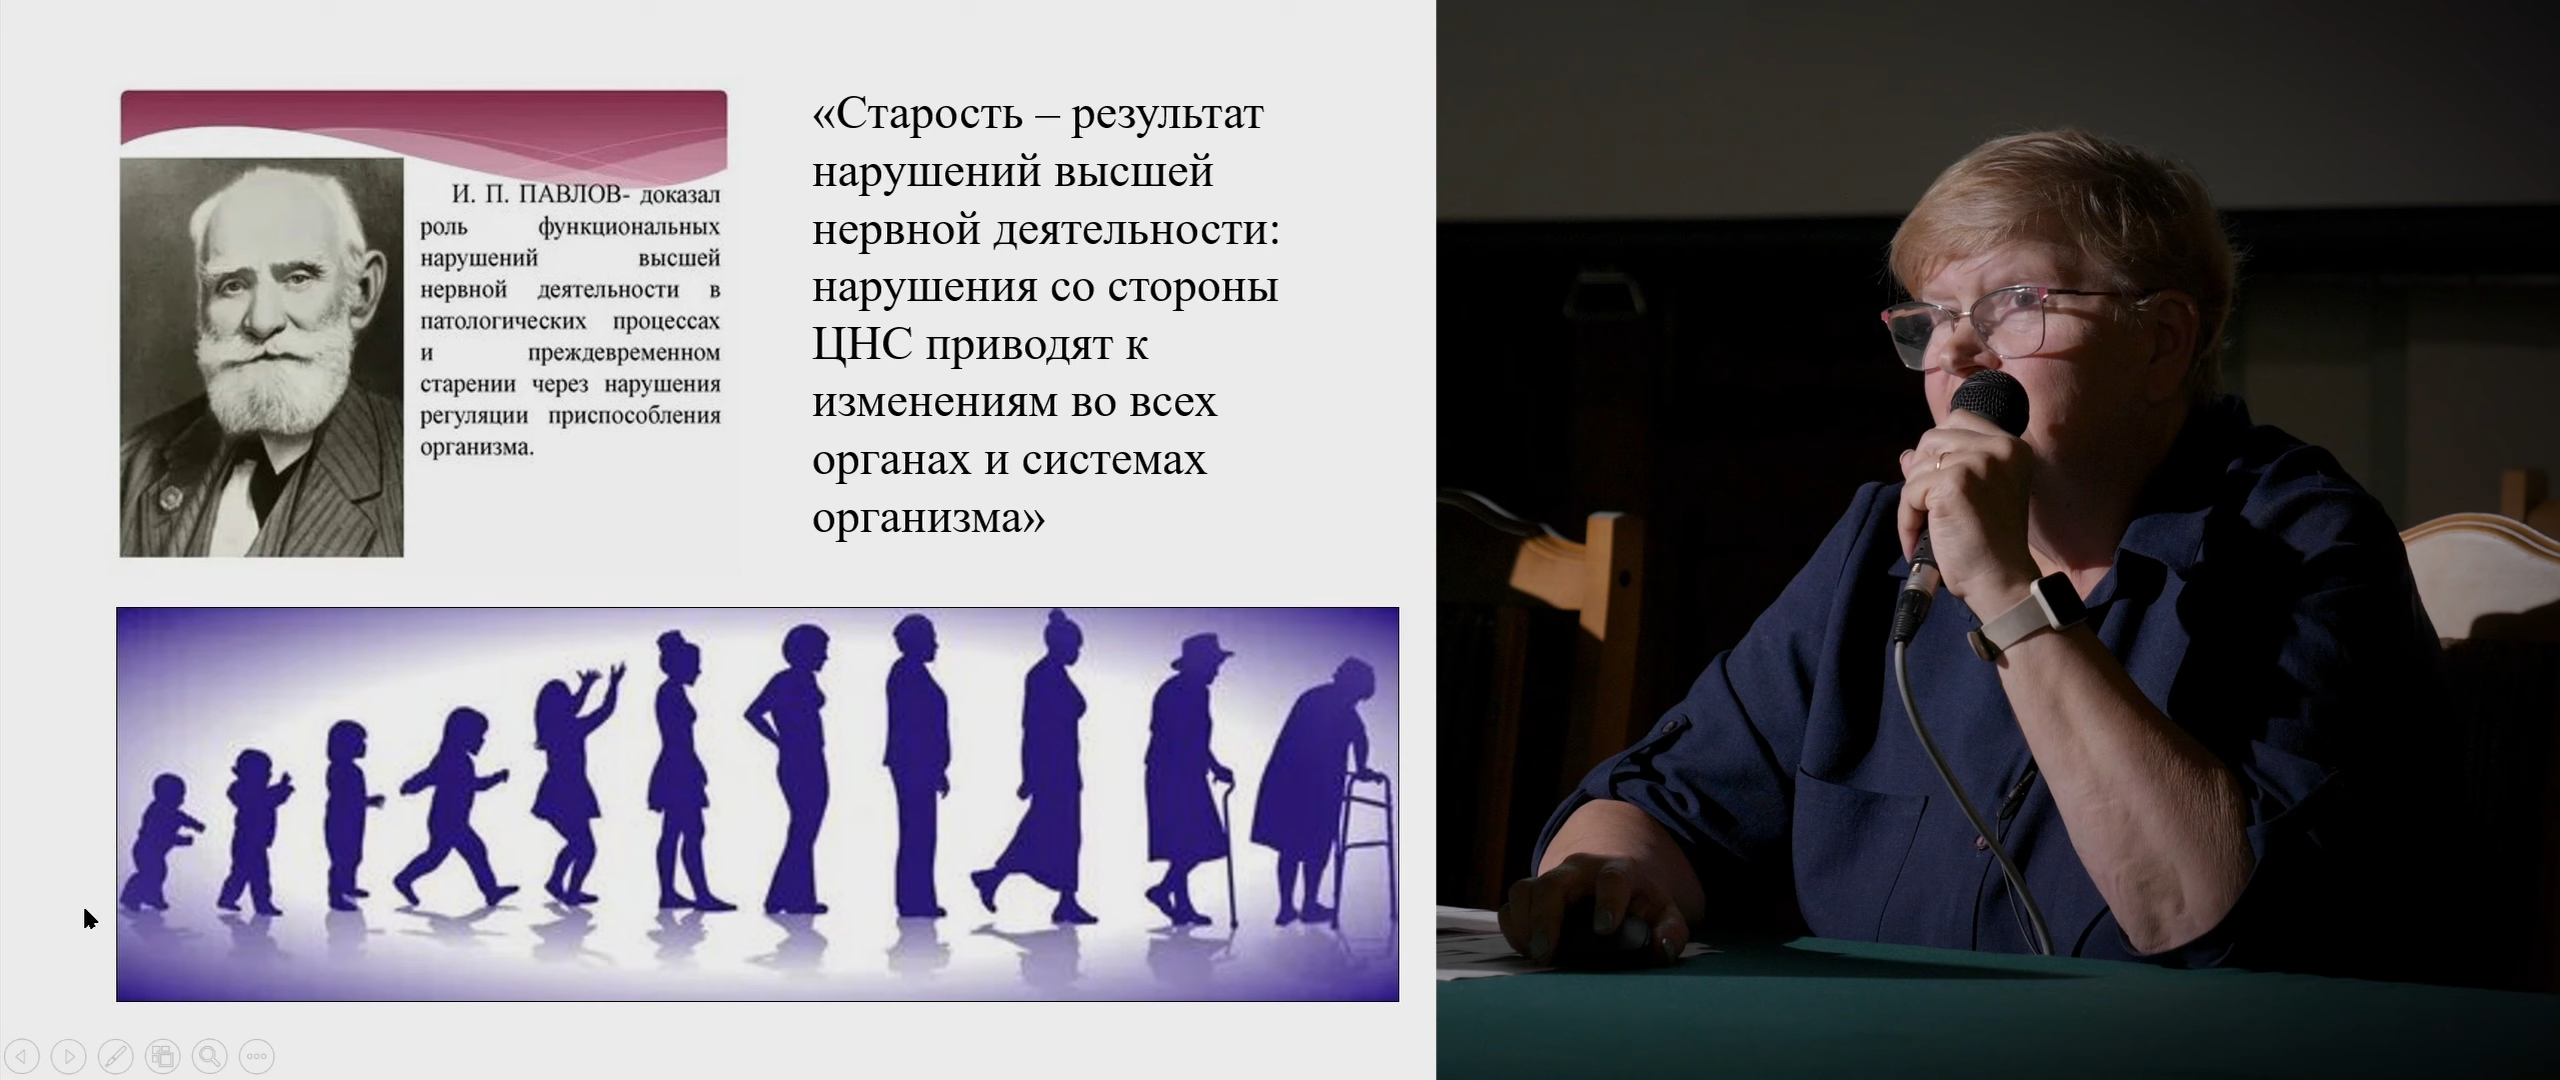 И. П. ПАВЛОВ- доказал
роль функциональных
нарушений высшей
нервной деятельности в
патологических процессах
и преждевременном
старении через нарушения
регуляции приспособления
организма.
«Старость – результат
нарушений высшей
нервной деятельности:
нарушения со стороны
ЦНС приводят к
изменениям во всех
органах и системах
организма»